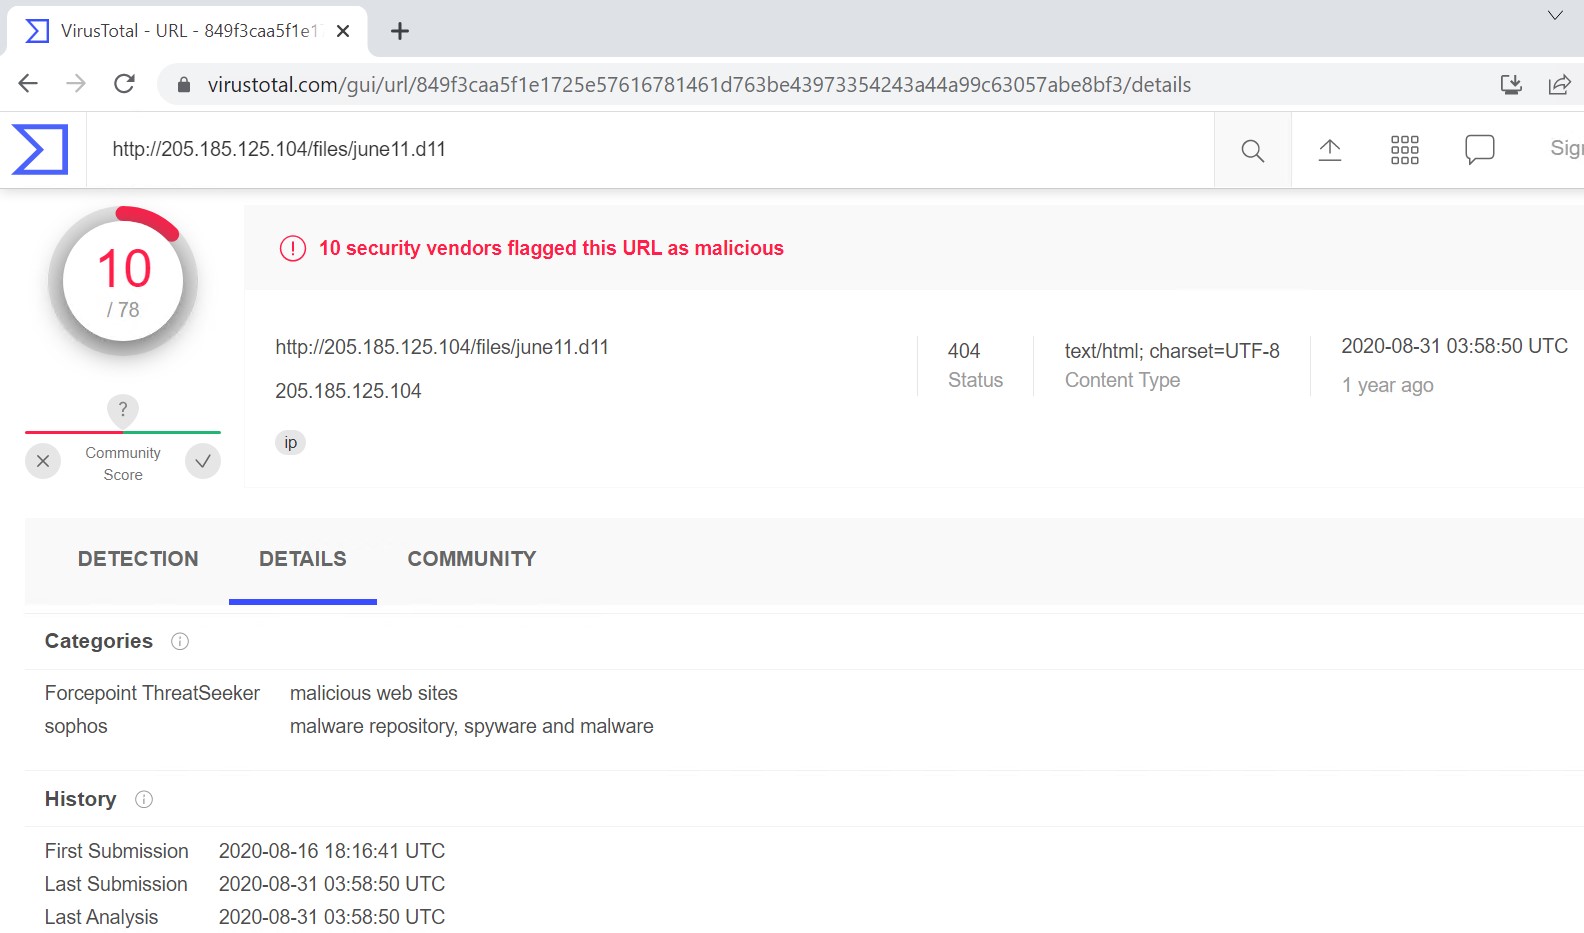 VirusTotal - URL - 849f3caa5f1e17
virustotal.com/gui/url/849f3caa5f1e1725e57616781461d763be43973354243a44a99c63057abe8bf3/details
http://205.185.125.104/files/june11.d11
Sign
10
/ 78
10 security vendors flagged this URL as malicious
http://205.185.125.104/files/june11.d11
205.185.125.104
ip
404
Status
text/html; charset=UTF-8
Content Type
2020-08-31 03:58:50 UTC
1 year ago
?
Community
Score
DETECTION DETAILS COMMUNITY
Categories
Forcepoint ThreatSeeker malicious web sites
sophos malware repository, spyware and malware
History
First Submission 2020-08-16 18:16:41 UTC
Last Submission 2020-08-31 03:58:50 UTC
Last Analysis 2020-08-31 03:58:50 UTC